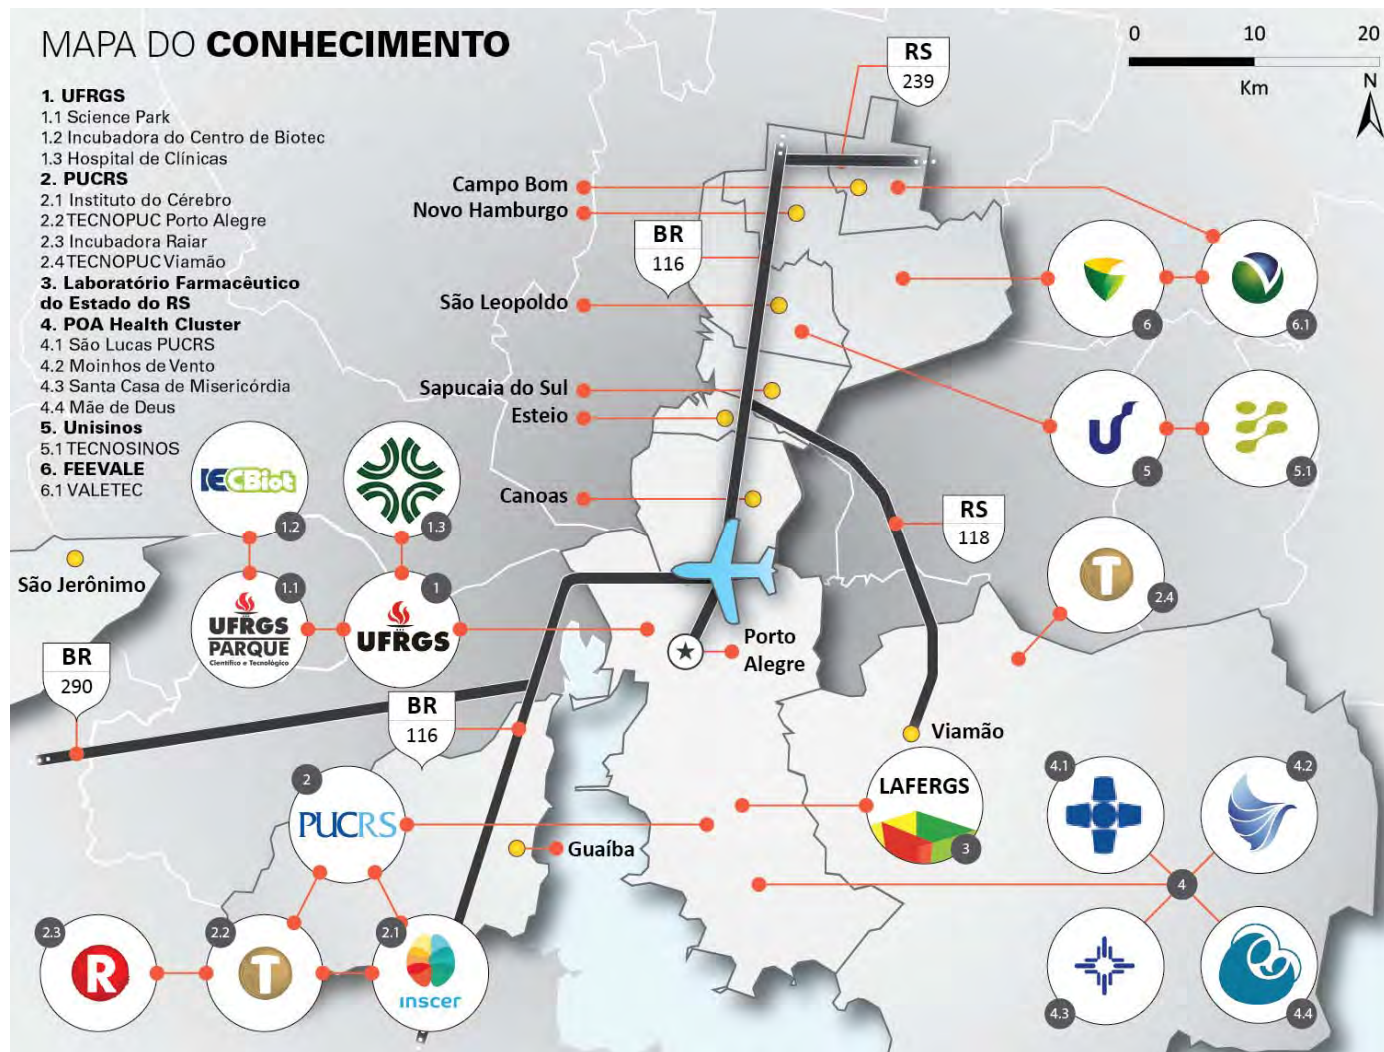 MAPA DO CONHECIMENTO
1. UFRGS
1.1 Science Park
1.2 Incubadora do Centro de Biotec
1.3 Hospital de Clínicas
2. PUCRS
2.1 Instituto do Cérebro
2.2 TECNOPUC Porto Alegre
2.3 Incubadora Raiar
2.4 TECNOPUC Viamão
3. Laboratório Farmacêutico
do Estado do RS
4. POA Health Cluster
4.1 São Lucas PUCRS
4.2 Moinhos de Vento
4.3 Santa Casa de Misericórdia
4.4 Mãe de Deus
5. Unisinos
5.1 TECNOSINOS
6. FEEVALE
6.1 VALETEC
0 10 20
Km
N
RS
239
Campo Bom
Novo Hamburgo
BR
116
São Leopoldo
6
6.1
Sapucaia do Sul
Esteio
5
5.1
Canoas
RS
118
IECBiot
1.2
1.3
São Jerônimo
2.4
T
UFRGS
PARQUE
Científico e Tecnológico
1.1
UFRGS
1
Porto
Alegre
BR
290
BR
116
Viamão
LAFERGS
3
4.1
4.2
2
PUCRS
Guaíba
4
2.3
R
2.2
T
2.1
inscer
4.3
4.4